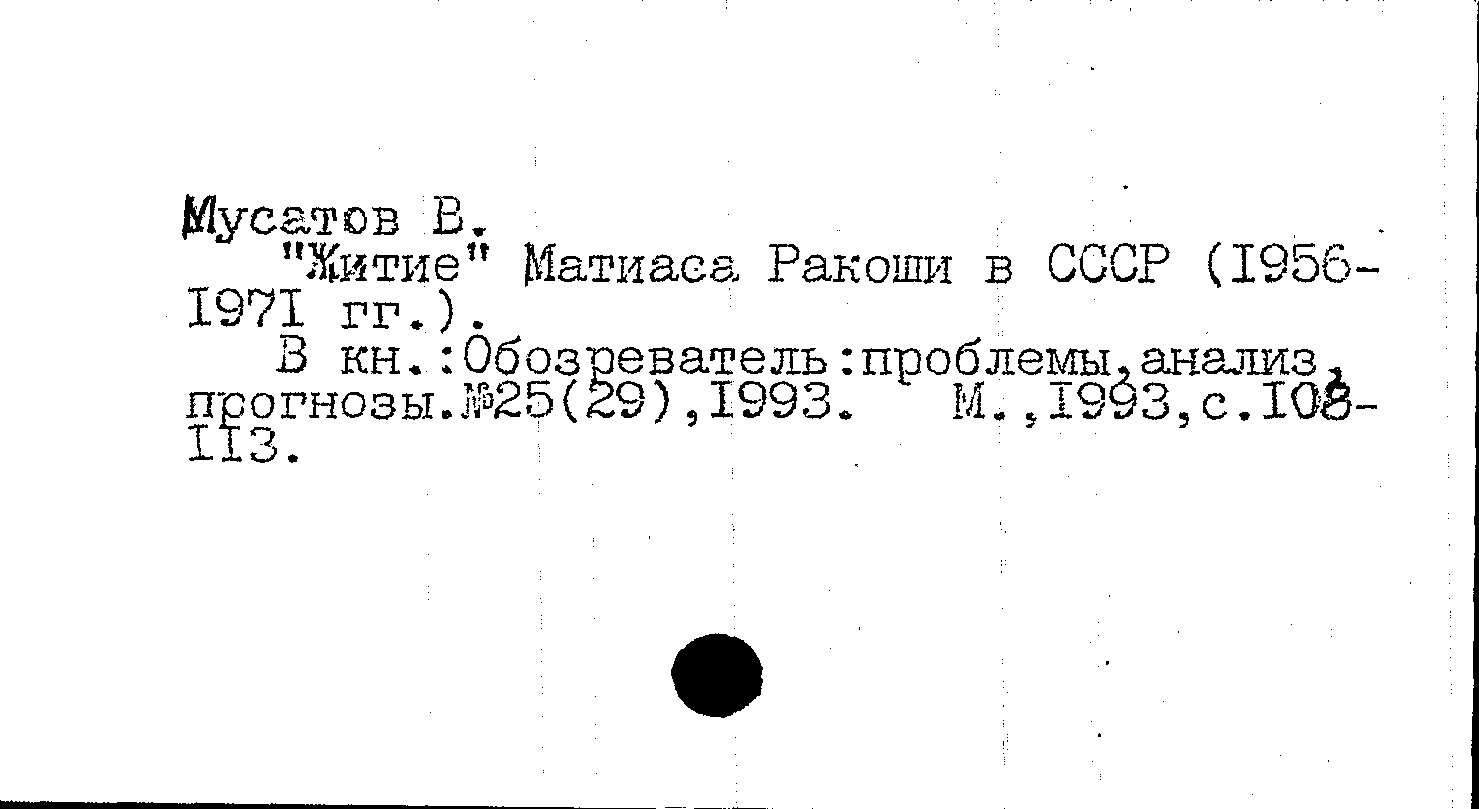 Мусатов В.
"Житие" Матиаса Ракоши в СССР (1956-
1971 гг.).
В кн.:Обозреватель:проблемы,анализ,
прогнозы.№25(29),1993. М.,1993,с.108-
113.